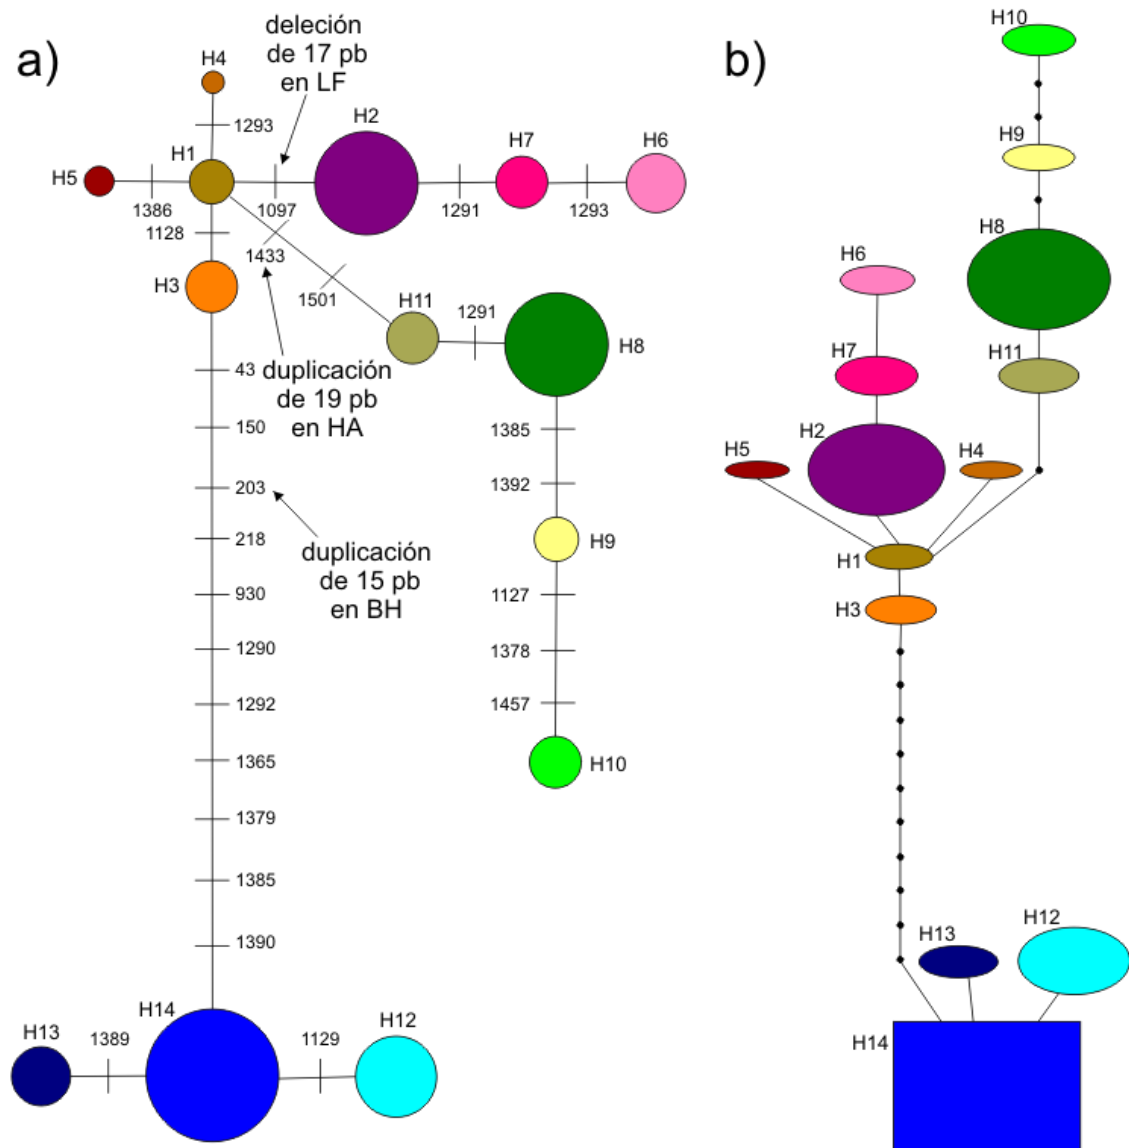 a)
deleción
de 17 pb
en LF
H4
1293
H2
H7
H6
H1
H5
1386
1097
1291
1293
1128
1433
H3
1501
H11
1291
H8
43
duplicación
de 19 pb
en HA
150
203
218
duplicación
de 15 pb
en BH
930
1290
1292
1365
1379
1385
1390
1385
1392
H9
1127
1378
1457
H10
H14
H13
1389
1129
H12
b)
H10
H9
H8
H6
H7
H11
H2
H5
H4
H1
H3
H13
H12
H14